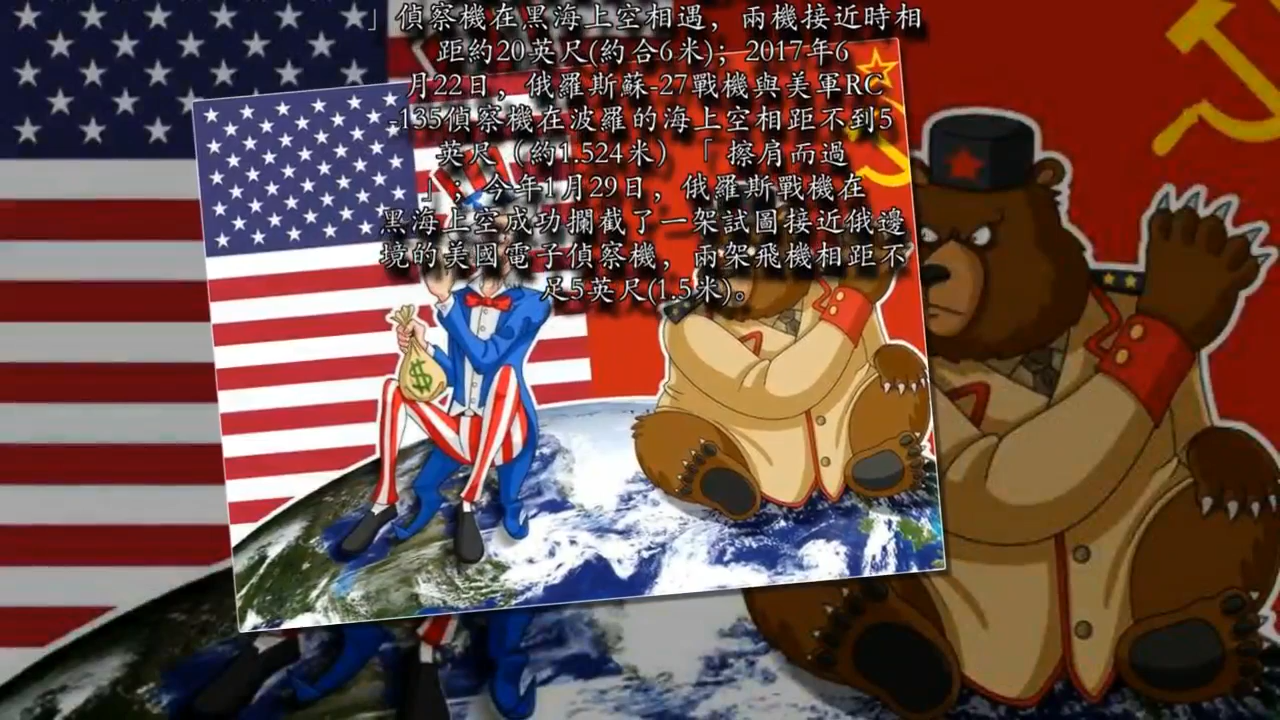 」偵察機在黑海上空相遇，兩機接近時相
距約20英尺(約合6米)；2017年6
月22日，俄羅斯蘇-27戰機與美軍RC
-135偵察機在波羅的海上空相距不到5
英尺（約1.524米）「擦肩而過
」；今年1月29日，俄羅斯戰機在
黑海上空成功攔截了一架試圖接近俄邊
境的美國電子偵察機，兩架飛機相距不
足5英尺(1.5米)。
$